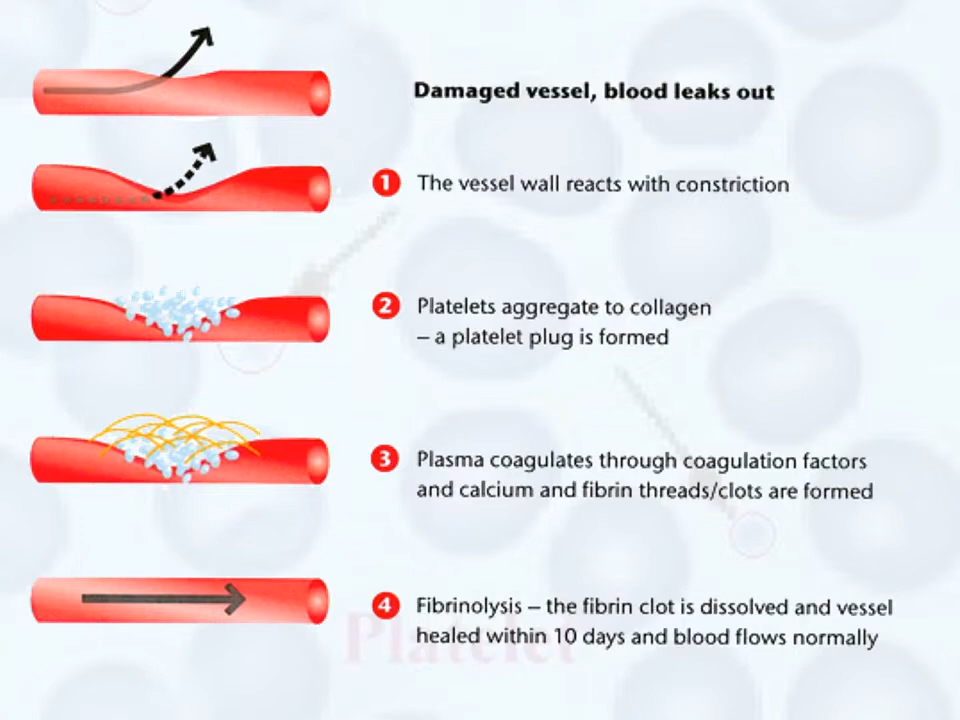 Damaged vessel, blood leaks out
1 The vessel wall reacts with constriction
2 Platelets aggregate to collagen
– a platelet plug is formed
3 Plasma coagulates through coagulation factors
and calcium and fibrin threads/clots are formed
4 Fibrinolysis – the fibrin clot is dissolved and vessel
healed within 10 days and blood flows normally
Platelet